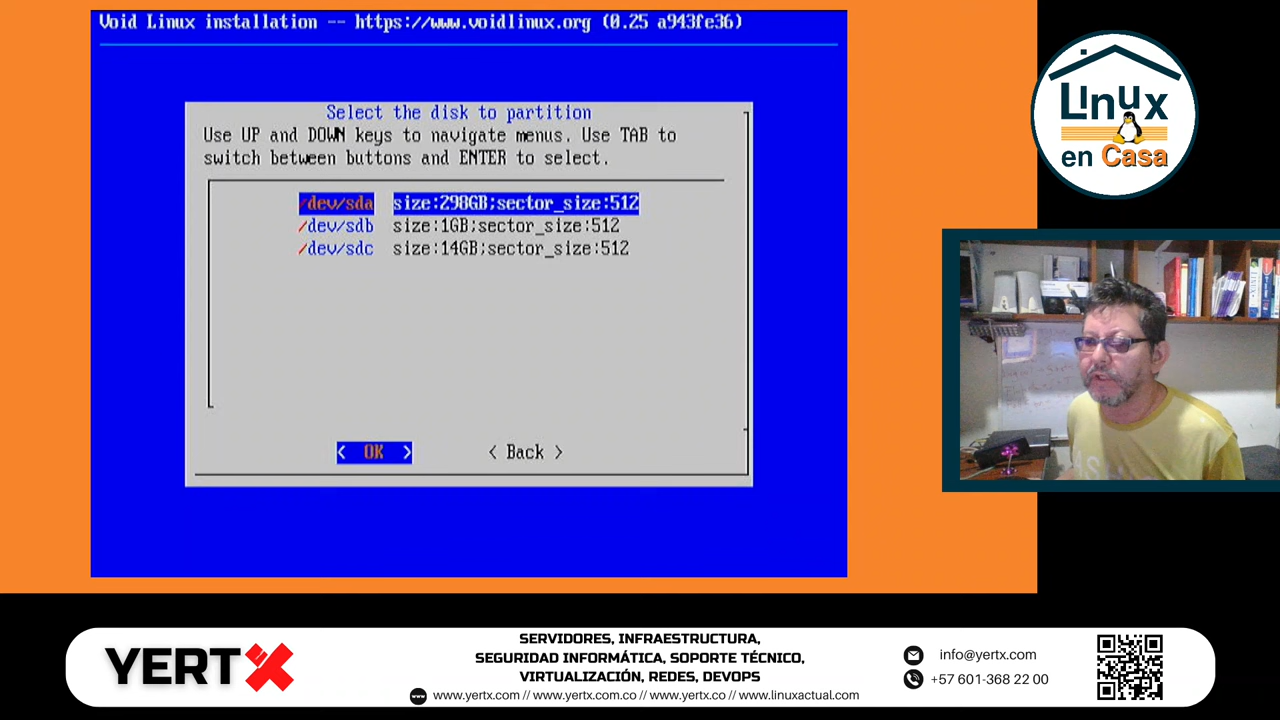 Void Linux installation -- https://www.voidlinux.org (0.25 a943fe36)
Select the disk to partition
Use UP and DOWN keys to navigate menus. Use TAB to
switch between buttons and ENTER to select.
/dev/sda size:298GB;sector_size:512
/dev/sdb size:1GB;sector_size:512
/dev/sdc size:14GB;sector_size:512
< OK > < Back >
Linux
en Casa
YERTX
SERVIDORES, INFRAESTRUCTURA,
SEGURIDAD INFORMÁTICA, SOPORTE TÉCNICO,
VIRTUALIZACIÓN, REDES, DEVOPS
www.yertx.com // www.yertx.com.co // www.yertx.co // www.linuxactual.com
info@yertx.com
+57 601-368 22 00